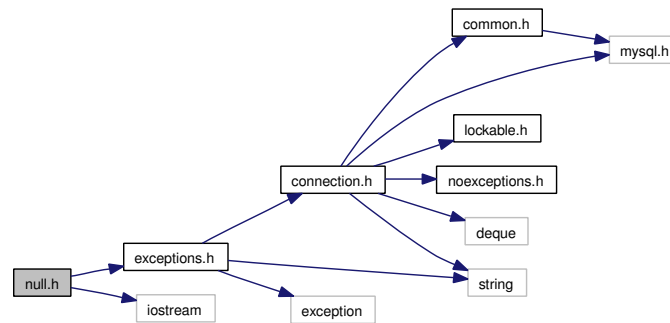 common.h
mysql.h
lockable.h
connection.h
noexceptions.h
deque
exceptions.h
string
null.h
iostream
exception